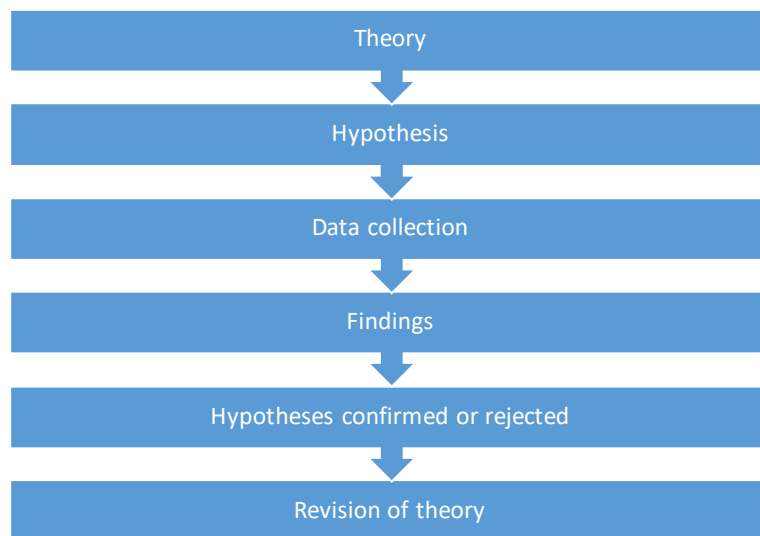 Theory
Hypothesis
Data collection
Findings
Hypotheses confirmed or rejected
Revision of theory